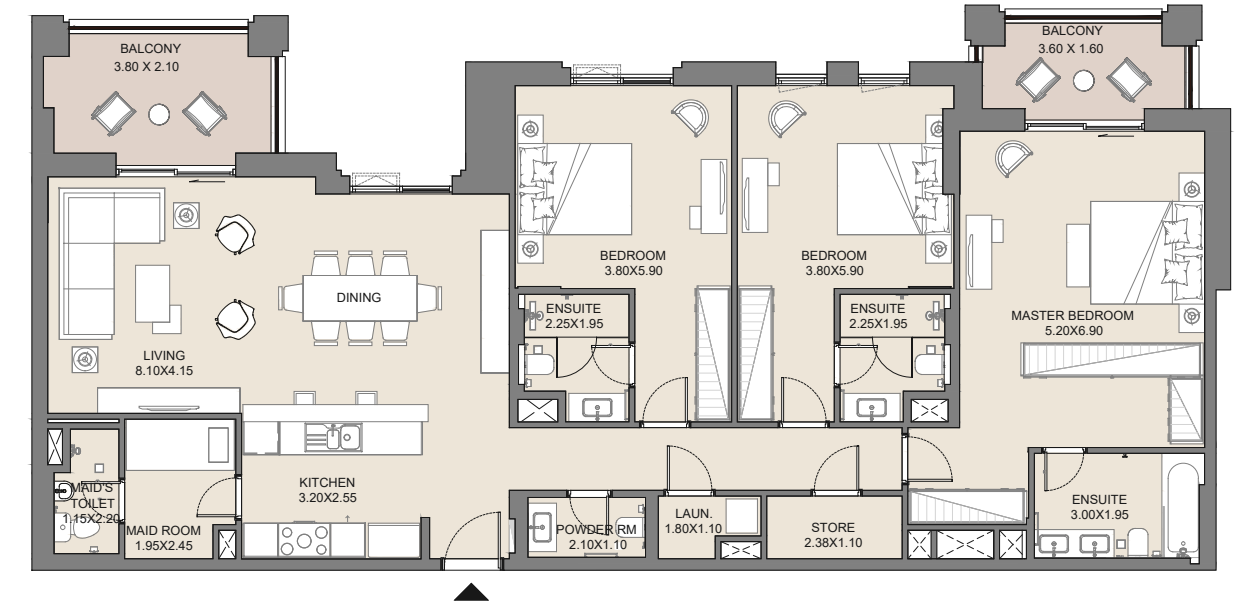 BALCONY
3.80 X 2.10
BALCONY
3.60 X 1.60
BEDROOM
3.80X5.90
BEDROOM
3.80X5.90
DINING
ENSUITE
2.25X1.95
ENSUITE
2.25X1.95
MASTER BEDROOM
5.20X6.90
LIVING
8.10X4.15
KITCHEN
3.20X2.55
MAID'S
TOILET
1.15X2.20
MAID ROOM
1.95X2.45
POWDER RM
2.10X1.10
LAUN.
1.80X1.10
STORE
2.38X1.10
ENSUITE
3.00X1.95